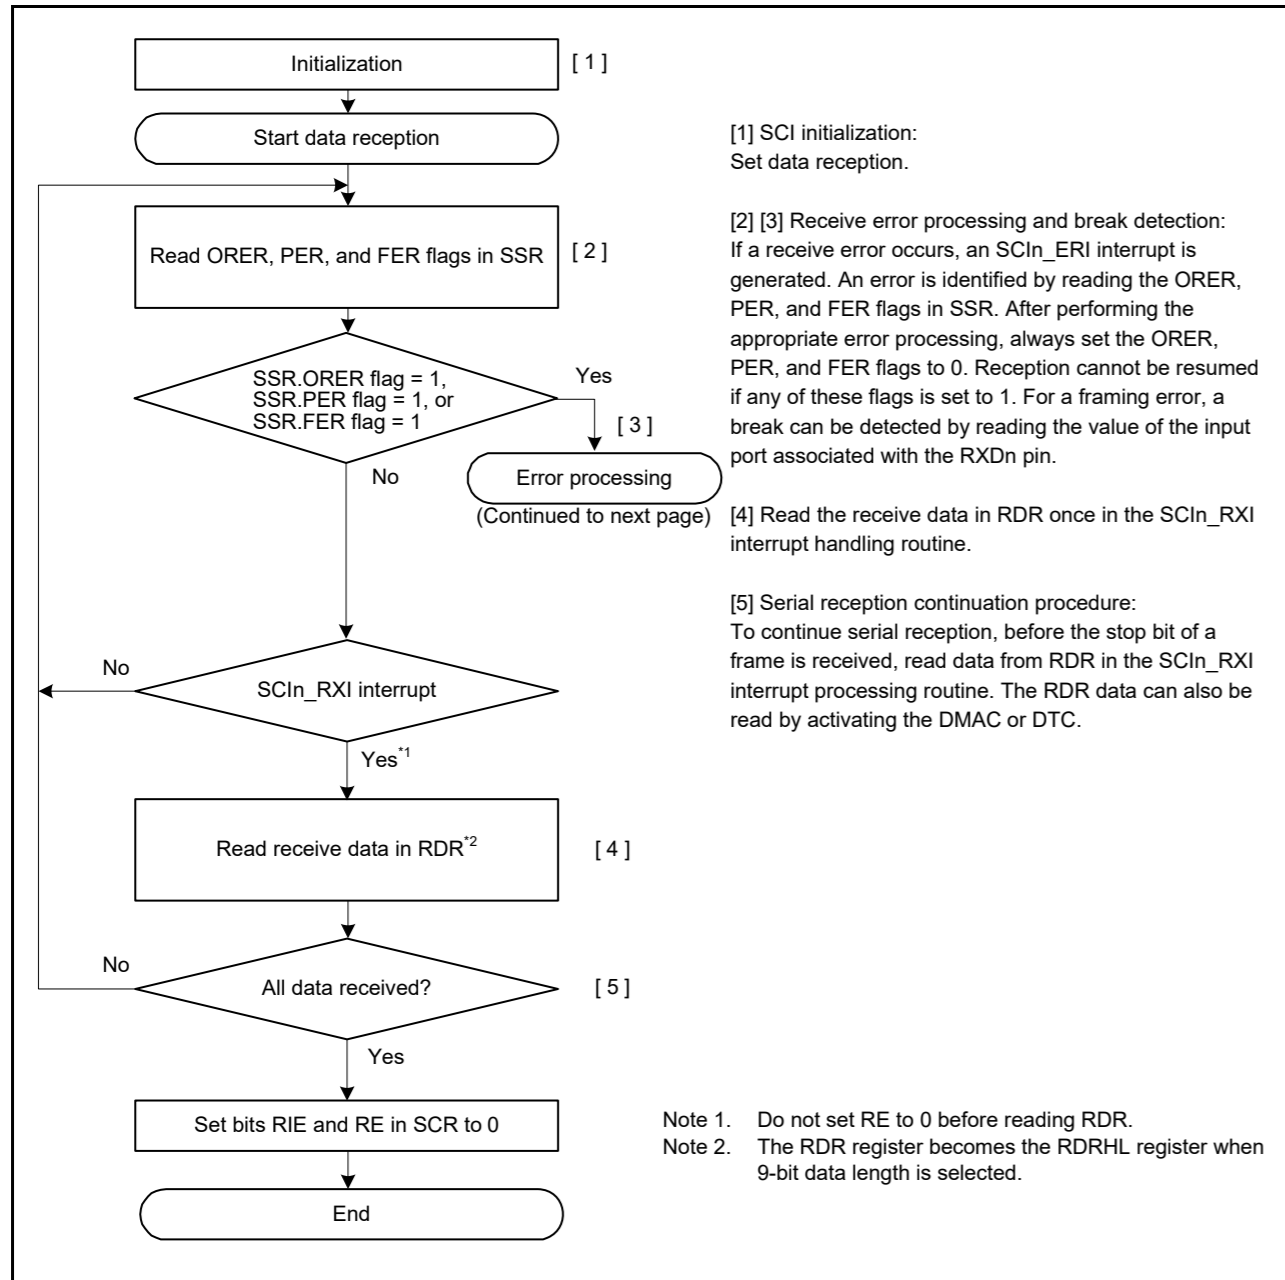 Initialization
[ 1 ]
Start data reception
Read ORER, PER, and FER flags in SSR
[ 2 ]
SSR.ORER flag = 1,
SSR.PER flag = 1, or
SSR.FER flag = 1
Yes
[ 3 ]
No
Error processing
(Continued to next page)
No
SCIn_RXI interrupt
Yes*1
Read receive data in RDR*2
[ 4 ]
No
All data received?
[ 5 ]
Yes
Set bits RIE and RE in SCR to 0
End
[1] SCI initialization:
Set data reception.
[2] [3] Receive error processing and break detection:
If a receive error occurs, an SCIn_ERI interrupt is
generated. An error is identified by reading the ORER,
PER, and FER flags in SSR. After performing the
appropriate error processing, always set the ORER,
PER, and FER flags to 0. Reception cannot be resumed
if any of these flags is set to 1. For a framing error, a
break can be detected by reading the value of the input
port associated with the RXDn pin.
[4] Read the receive data in RDR once in the SCIn_RXI
interrupt handling routine.
[5] Serial reception continuation procedure:
To continue serial reception, before the stop bit of a
frame is received, read data from RDR in the SCIn_RXI
interrupt processing routine. The RDR data can also be
read by activating the DMAC or DTC.
Note 1. Do not set RE to 0 before reading RDR.
Note 2. The RDR register becomes the RDRHL register when
9-bit data length is selected.